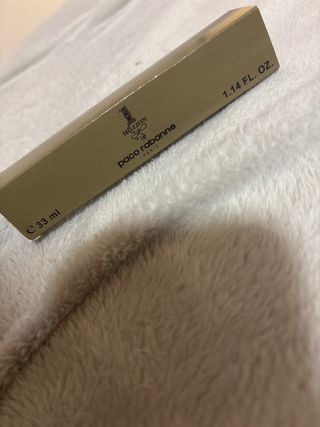 1
MILLION
paco rabanne
PARIS
℮ 33 ml
1.14 FL. OZ.